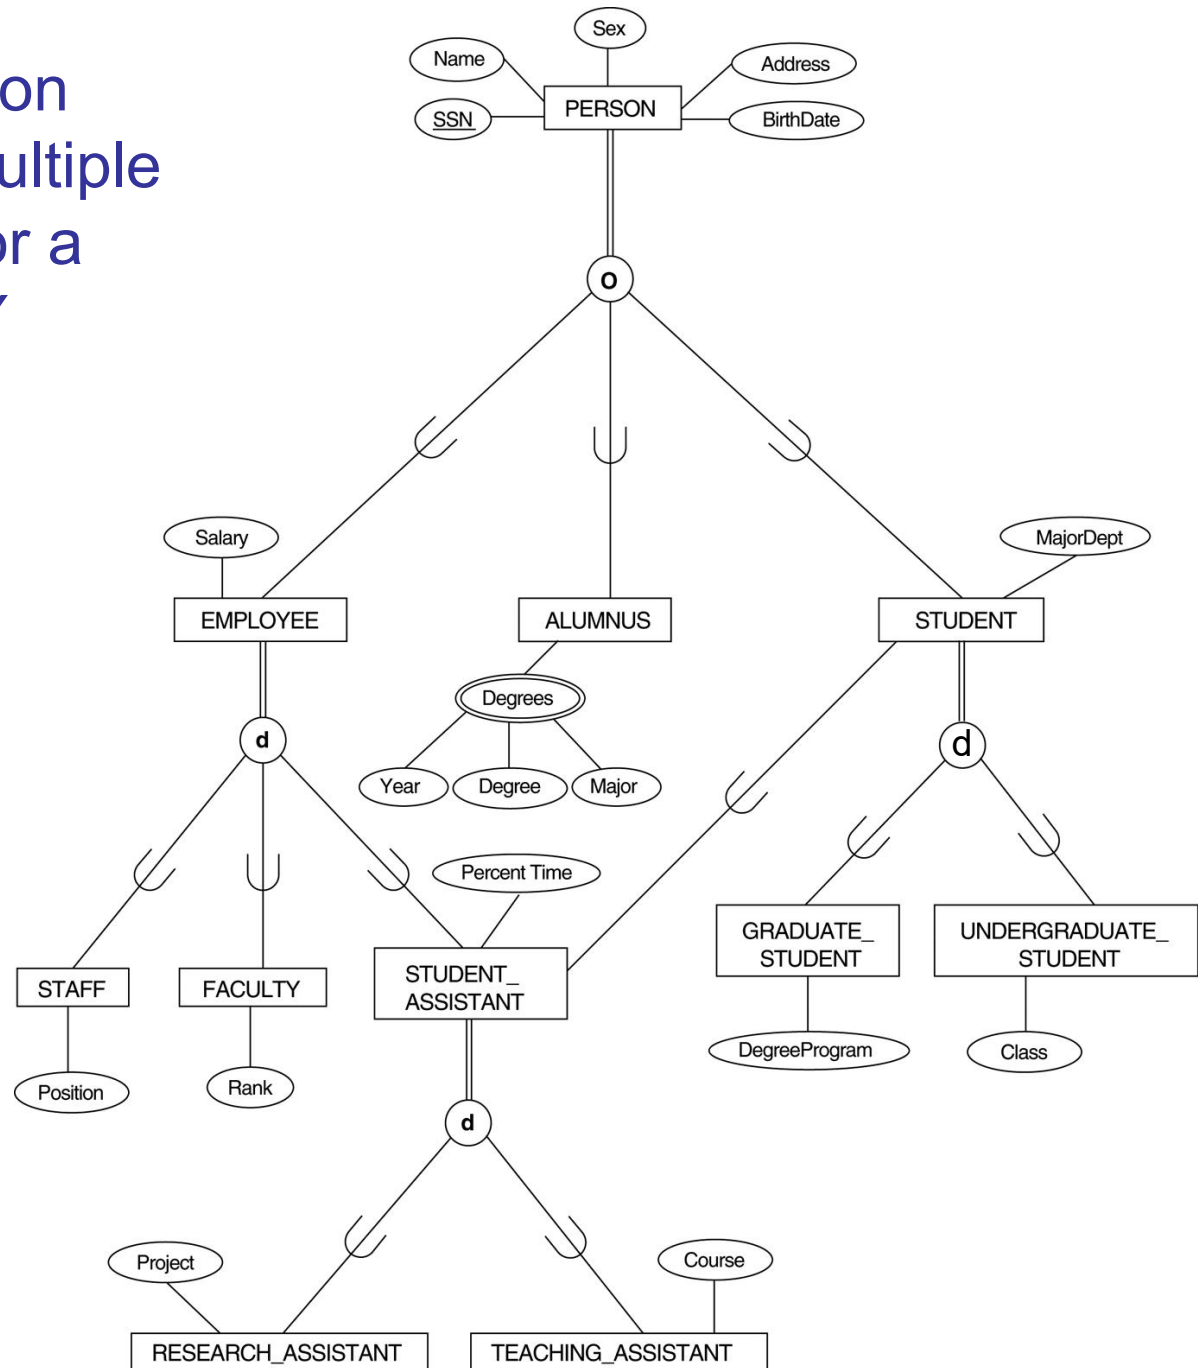 on
ultiple
or a
Sex
Name
Address
SSN
PERSON
BirthDate
O
Salary
MajorDept
EMPLOYEE
ALUMNUS
STUDENT
Degrees
d
d
Year
Degree
Major
Percent Time
GRADUATE_
STUDENT
UNDERGRADUATE_
STUDENT
STAFF
FACULTY
STUDENT_
ASSISTANT
DegreeProgram
Class
Position
Rank
d
Project
Course
RESEARCH_ASSISTANT
TEACHING_ASSISTANT